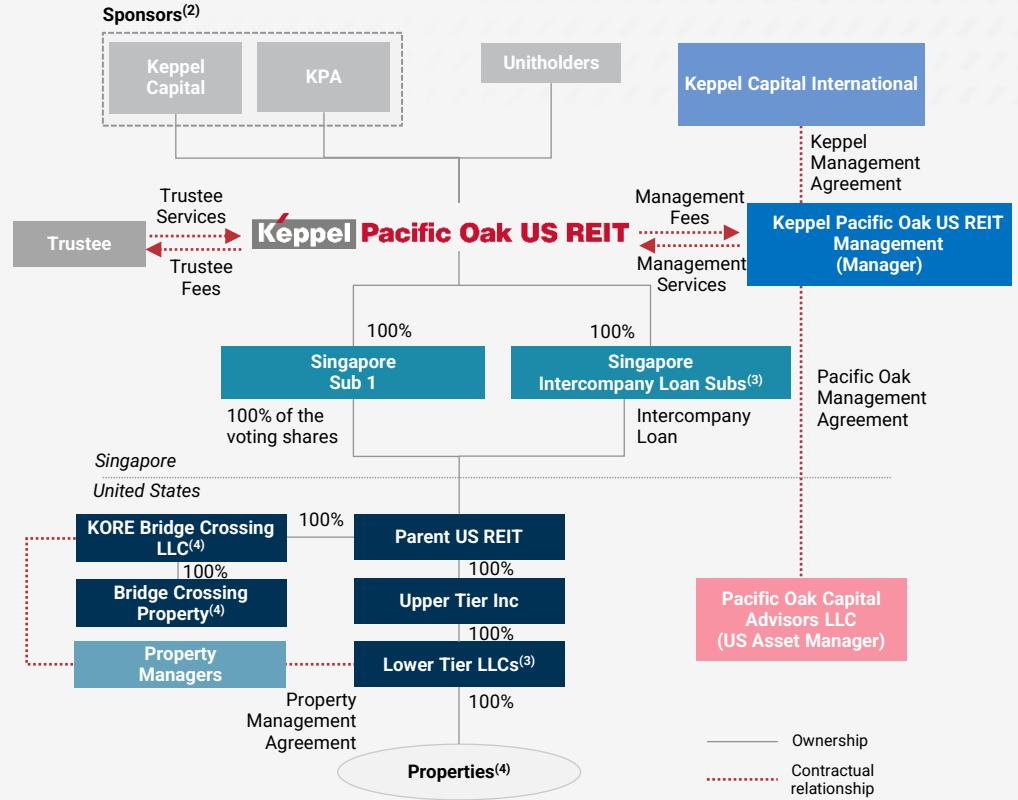 Sponsors(2)
Keppel
Capital
KPA
Unitholders
Keppel Capital International
Keppel
Management
Agreement
Trustee
Trustee
Services
Trustee
Fees
Keppel Pacific Oak US REIT
Management
Fees
Management
Services
Keppel Pacific Oak US REIT
Management
(Manager)
100%
100%
Singapore
Sub 1
Singapore
Intercompany Loan Subs(3)
100% of the
voting shares
Intercompany
Loan
Pacific Oak
Management
Agreement
Singapore
United States
KORE Bridge Crossing
LLC(4)
100%
Parent US REIT
100%
100%
Bridge Crossing
Property(4)
Upper Tier Inc
100%
Property
Managers
Lower Tier LLCs(3)
Pacific Oak Capital
Advisors LLC
(US Asset Manager)
Property
Management
Agreement
100%
Properties(4)
Ownership
Contractual
relationship